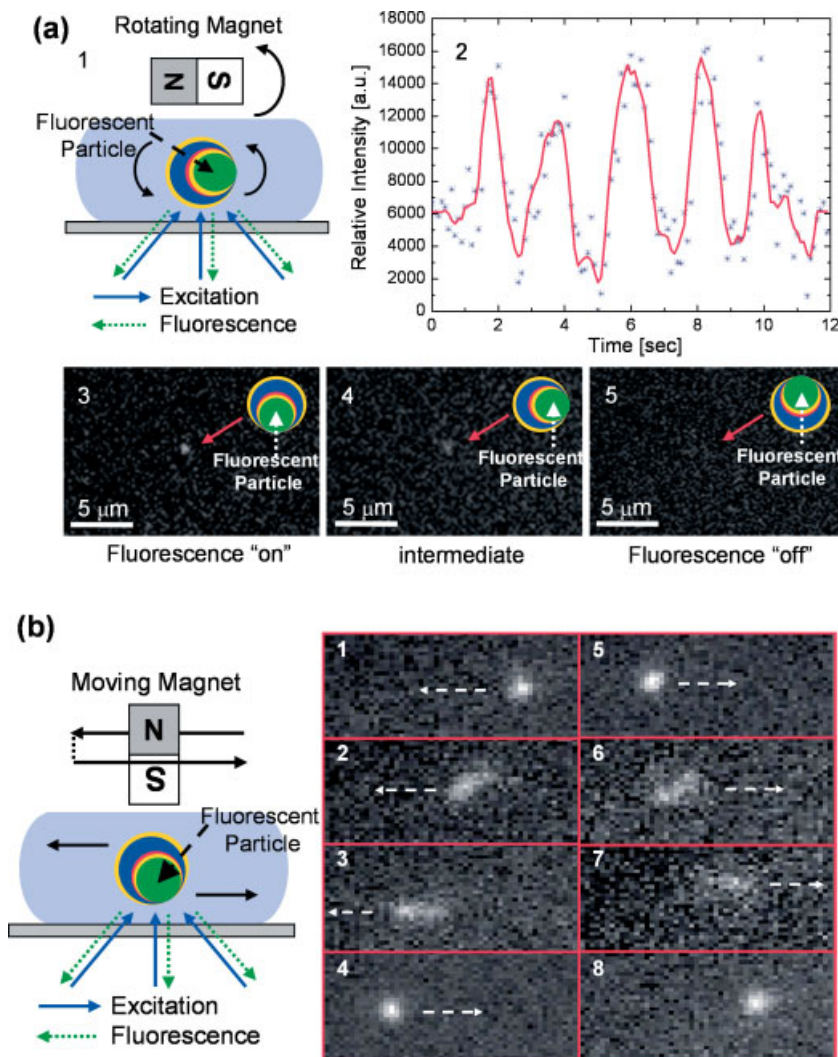 (a)
Rotating Magnet
1
N S
Fluorescent
Particle
Excitation
Fluorescence
2
Relative Intensity [a.u.]
18000
16000
14000
12000
10000
8000
6000
4000
2000
0
0 2 4 6 8 10 12
Time [sec]
3
Fluorescent
Particle
5 μm
Fluorescence “on”
4
Fluorescent
Particle
5 μm
intermediate
5
Fluorescent
Particle
5 μm
Fluorescence “off”
(b)
Moving Magnet
N
S
Fluorescent
Particle
Excitation
Fluorescence
1
2
3
4
5
6
7
8